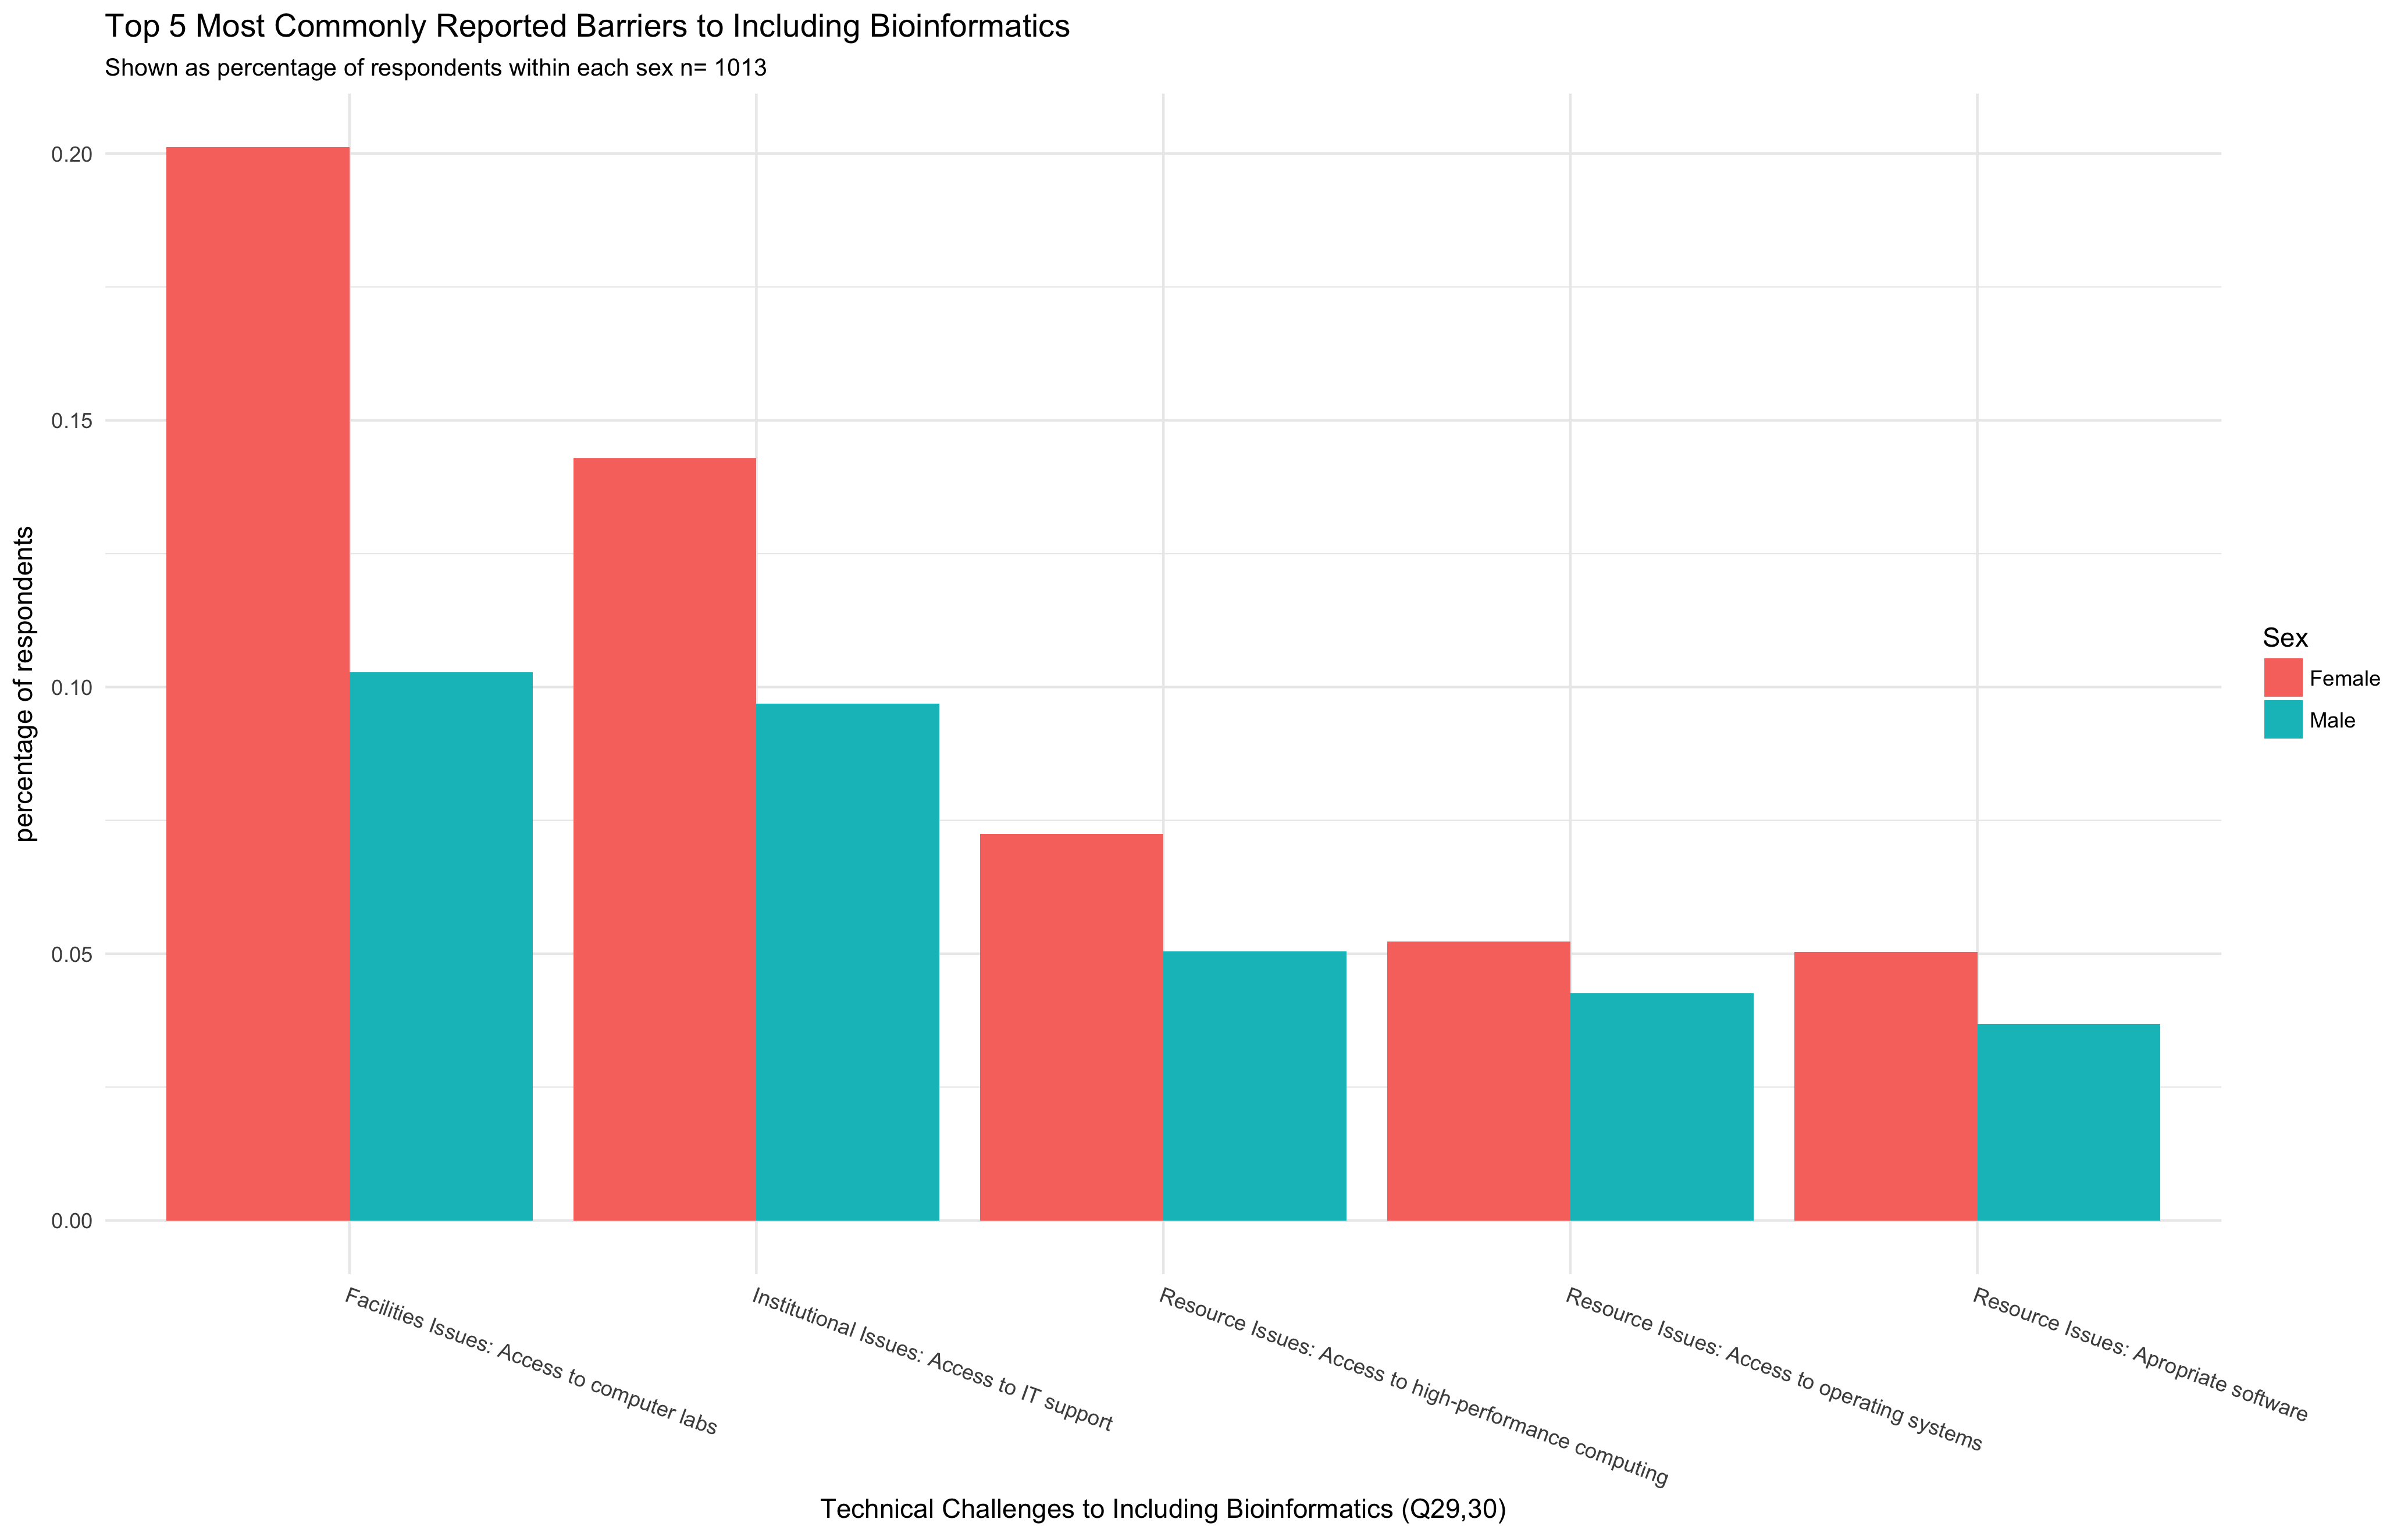 Top 5 Most Commonly Reported Barriers to Including Bioinformatics
Shown as percentage of respondents within each sex n= 1013
percentage of respondents
0.20
0.15
0.10
0.05
0.00
Facilities Issues: Access to computer labs
Institutional Issues: Access to IT support
Resource Issues: Access to high-performance computing
Resource Issues: Access to operating systems
Resource Issues: Apropriate software
Technical Challenges to Including Bioinformatics (Q29,30)
Sex
Female
Male